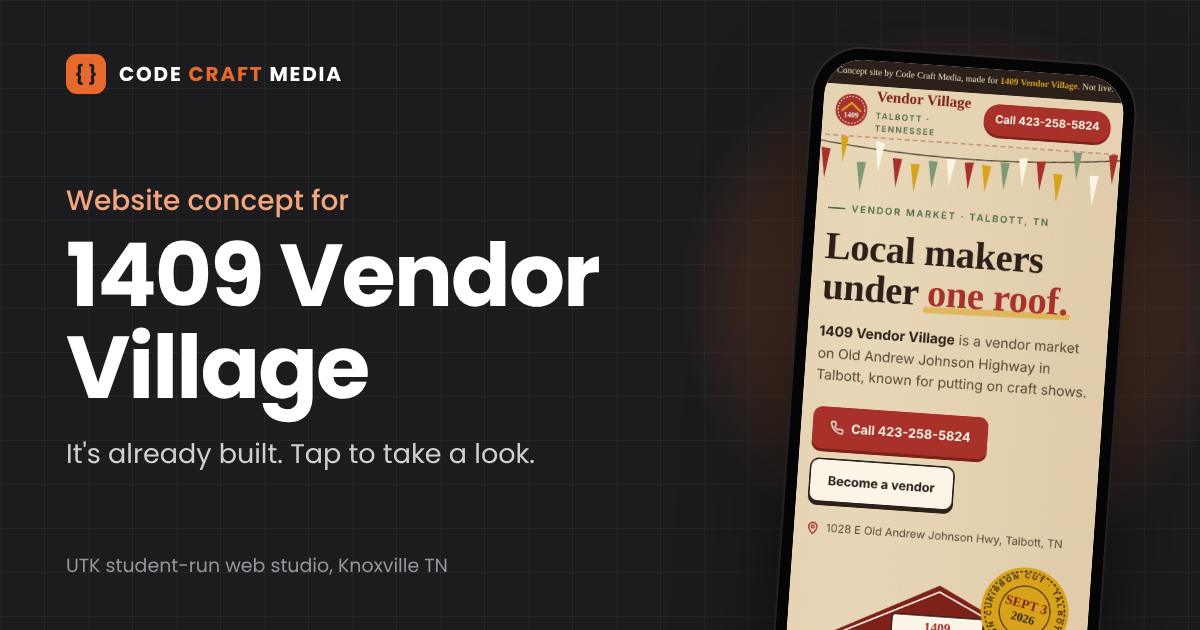 { } CODE CRAFT MEDIA
Website concept for
1409 Vendor
Village
It's already built. Tap to take a look.
UTK student-run web studio, Knoxville TN
Concept site by Code Craft Media, made for 1409 Vendor Village. Not live.
1409
Vendor Village
TALBOTT ·
TENNESSEE
Call 423-258-5824
VENDOR MARKET · TALBOTT, TN
Local makers
under one roof.
1409 Vendor Village is a vendor market
on Old Andrew Johnson Highway in
Talbott, known for putting on craft shows.
Call 423-258-5824
Become a vendor
1028 E Old Andrew Johnson Hwy, Talbott, TN
RIBBON CUT ·
SEPT 3
2026
1409